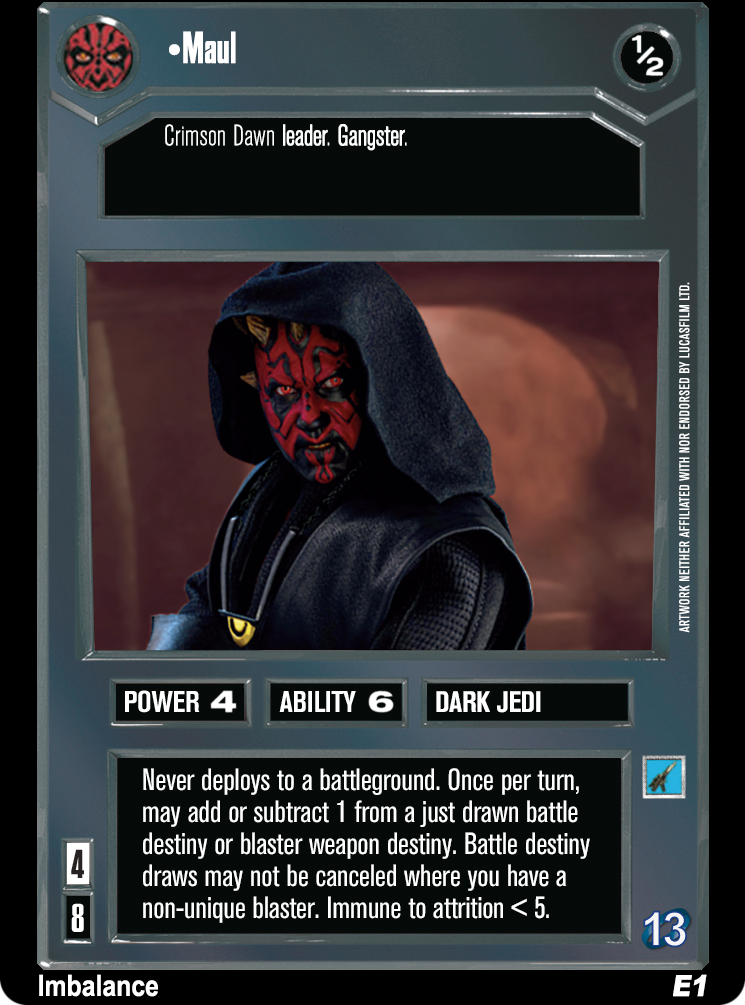 •Maul
1/2
Crimson Dawn leader. Gangster.
ARTWORK NEITHER AFFILIATED WITH NOR ENDORSED BY LUCASFILM LTD.
POWER 4
ABILITY 6
DARK JEDI
Never deploys to a battleground. Once per turn,
may add or subtract 1 from a just drawn battle
destiny or blaster weapon destiny. Battle destiny
draws may not be canceled where you have a
non-unique blaster. Immune to attrition < 5.
4
8
13
Imbalance
E1